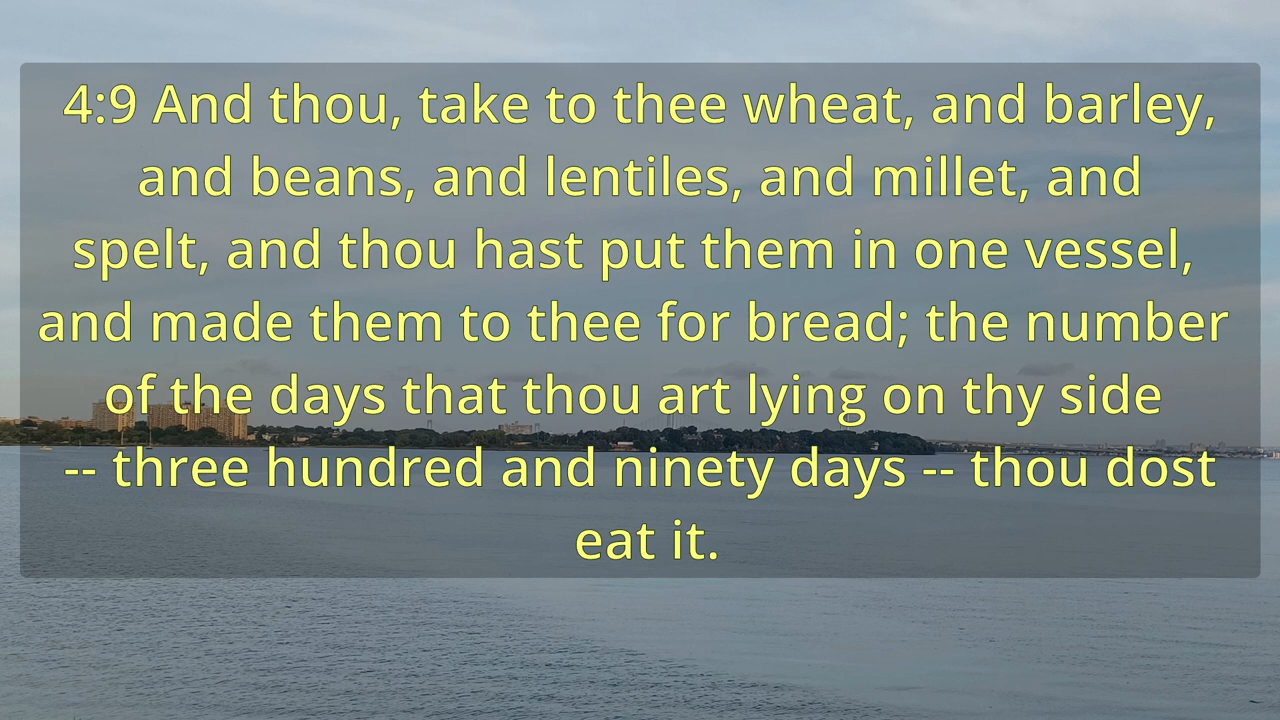 4:9 And thou, take to thee wheat, and barley,
and beans, and lentiles, and millet, and
spelt, and thou hast put them in one vessel,
and made them to thee for bread; the number
of the days that thou art lying on thy side
-- three hundred and ninety days -- thou dost
eat it.